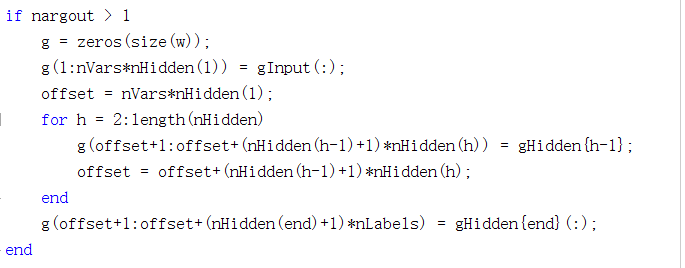 if nargout > 1
g = zeros(size(w));
g(1:nVars*nHidden(1)) = gInput(:);
offset = nVars*nHidden(1);
for h = 2:length(nHidden)
g(offset+1:offset+(nHidden(h-1)+1)*nHidden(h)) = gHidden{h-1};
offset = offset+(nHidden(h-1)+1)*nHidden(h);
end
g(offset+1:offset+(nHidden(end)+1)*nLabels) = gHidden{end}(:);
end